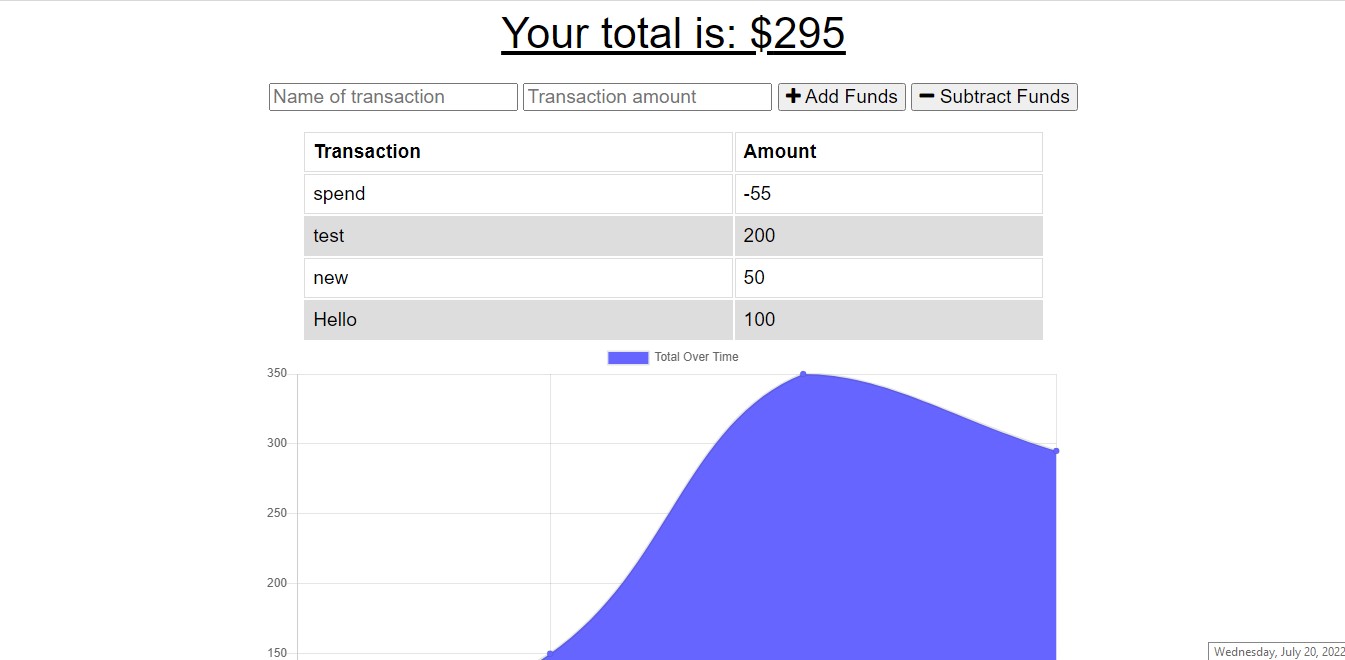 Your total is: $295
Name of transaction Transaction amount Add Funds Subtract Funds
Transaction Amount
spend -55
test 200
new 50
Hello 100
Total Over Time
350
300
250
200
150
Wednesday, July 20, 2022